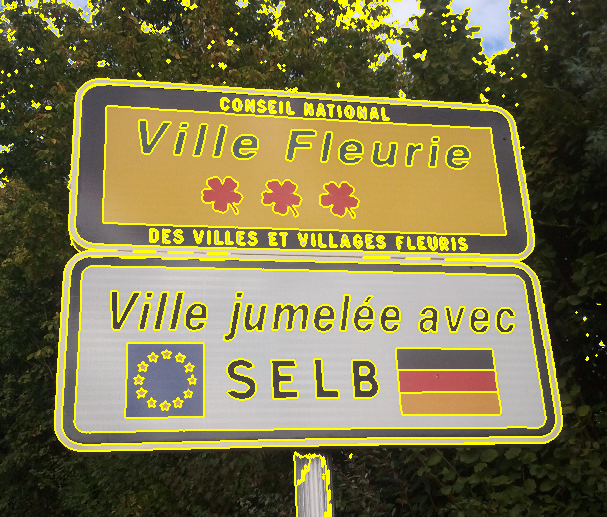 CONSEIL NATIONAL
Ville Fleurie
DES VILLES ET VILLAGES FLEURIS
Ville jumelée avec
SELB